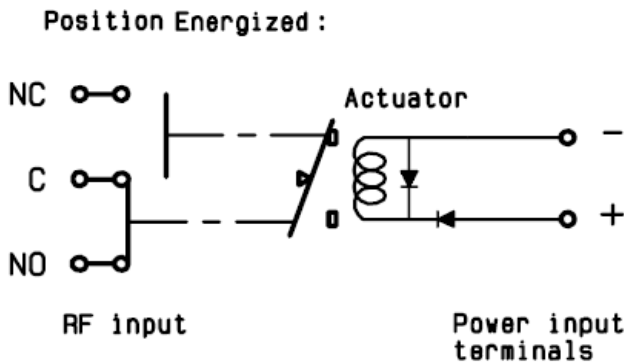 Position Energized :
NC
Actuator
-
C
+
NO
RF input
Power input
terminals